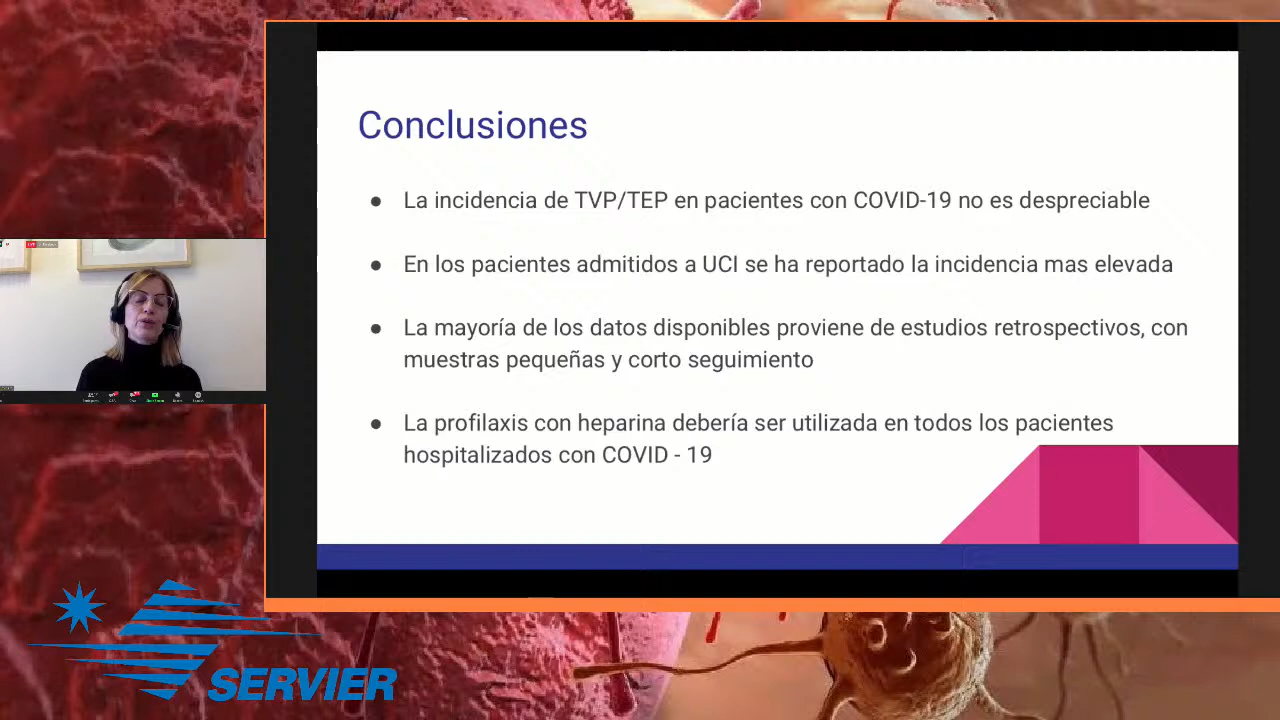 Conclusiones
● La incidencia de TVP/TEP en pacientes con COVID-19 no es despreciable
● En los pacientes admitidos a UCI se ha reportado la incidencia mas elevada
● La mayoría de los datos disponibles proviene de estudios retrospectivos, con
muestras pequeñas y corto seguimiento
● La profilaxis con heparina debería ser utilizada en todos los pacientes
hospitalizados con COVID - 19
SERVIER